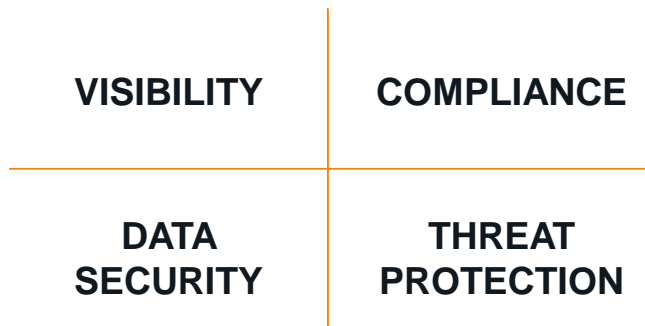 VISIBILITY
COMPLIANCE
DATA
SECURITY
THREAT
PROTECTION